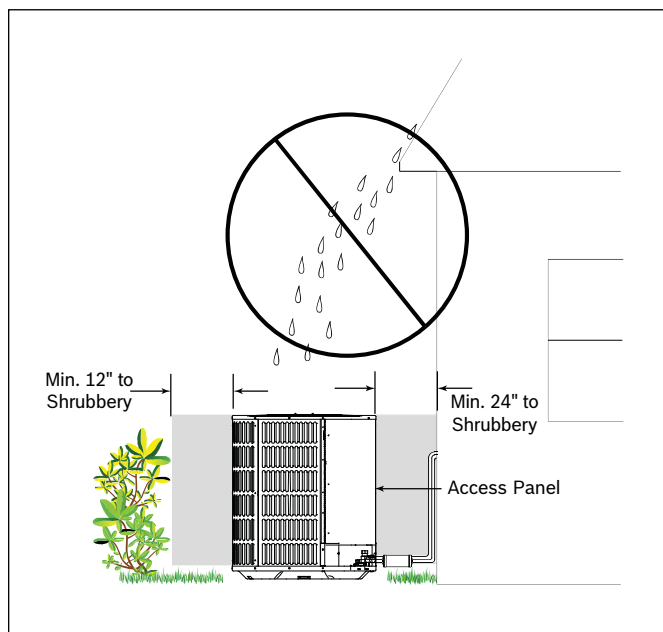 Min. 12" to
Shrubbery
Min. 24" to
Shrubbery
Access Panel